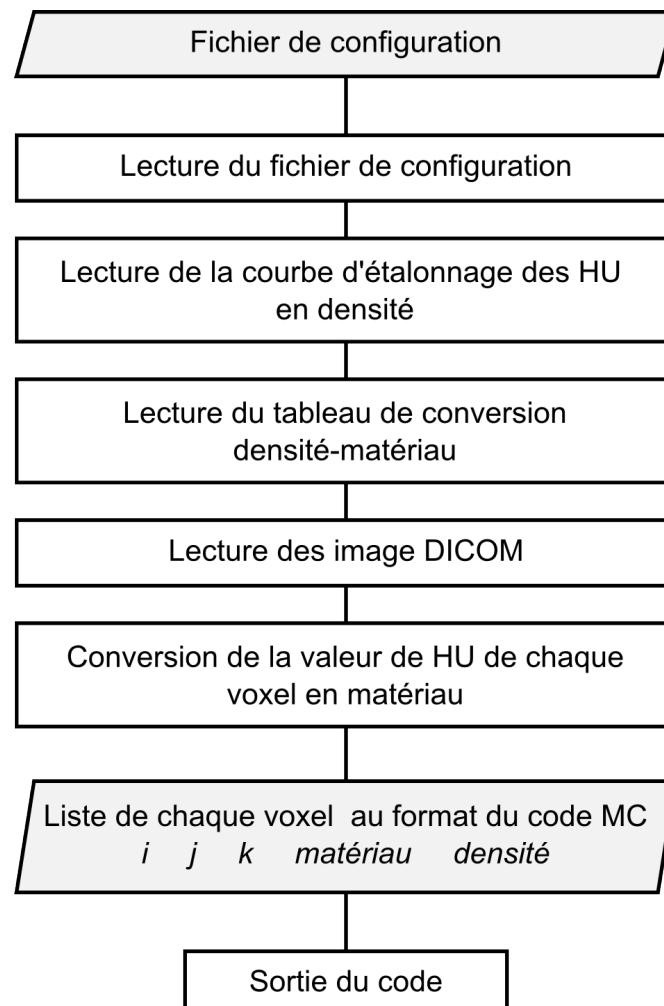 Fichier de configuration
Lecture du fichier de configuration
Lecture de la courbe d'étalonnage des HU
en densité
Lecture du tableau de conversion
densité-matériau
Lecture des image DICOM
Conversion de la valeur de HU de chaque
voxel en matériau
Liste de chaque voxel au format du code MC
i j k matériau densité
Sortie du code